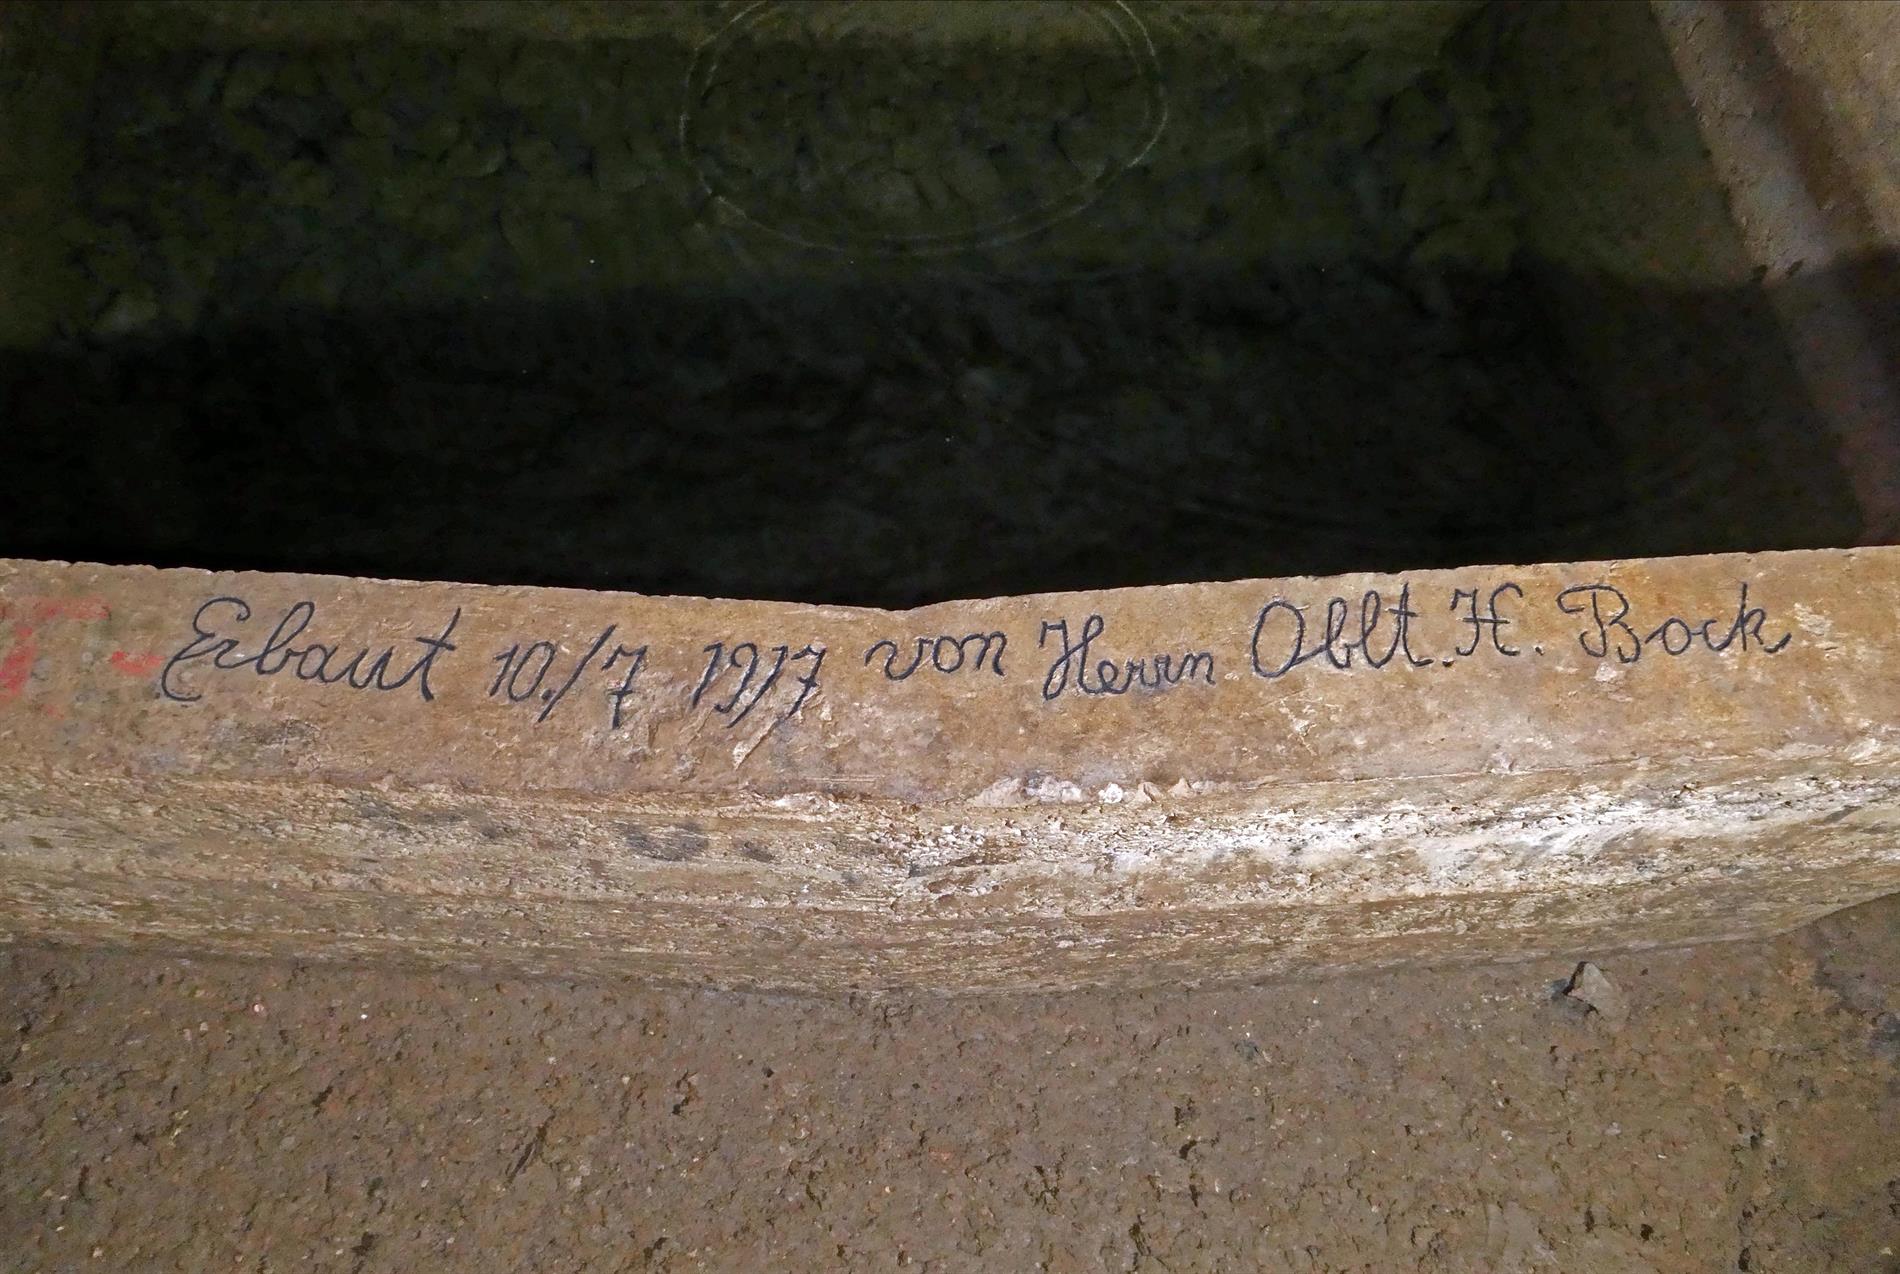 Erbaut 10./7 1917 von Herrn Oblt. H. Bock